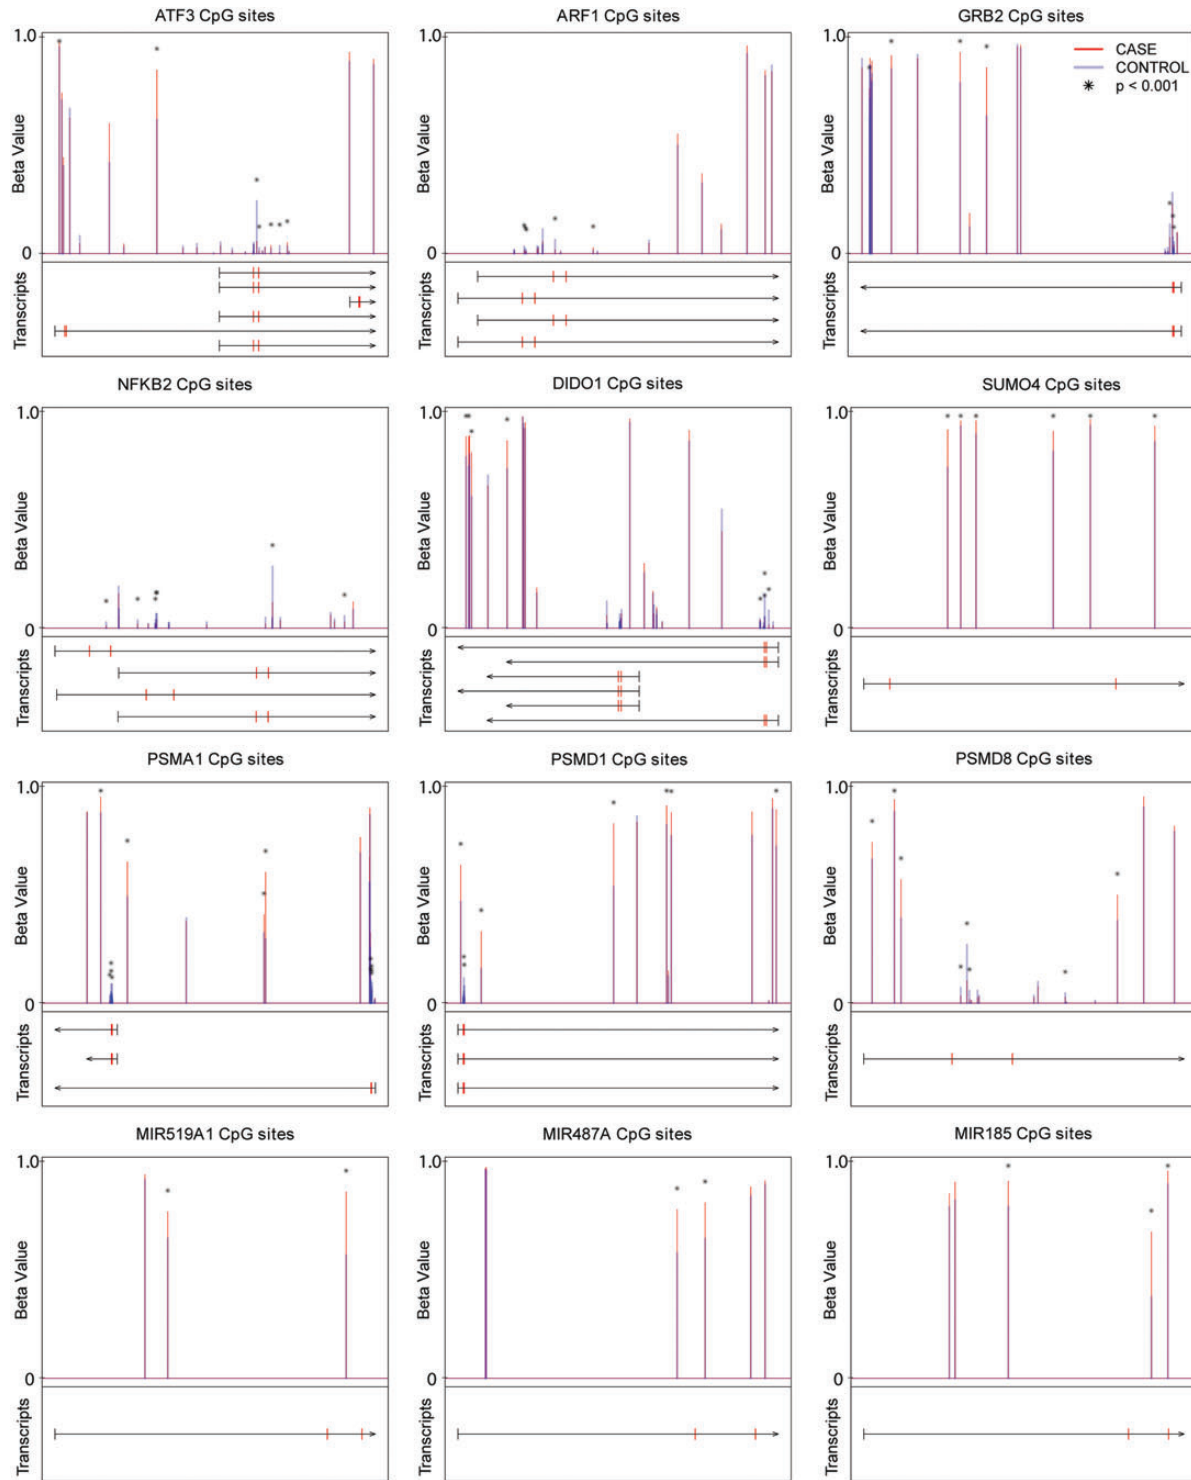 ATF3 CpG sites
1.0
Beta Value
0
Transcripts
ARF1 CpG sites
1.0
Beta Value
0
Transcripts
GRB2 CpG sites
1.0
Beta Value
0
Transcripts
CASE
CONTROL
* p < 0.001
NFKB2 CpG sites
1.0
Beta Value
0
Transcripts
DIDO1 CpG sites
1.0
Beta Value
0
Transcripts
SUMO4 CpG sites
1.0
Beta Value
0
Transcripts
PSMA1 CpG sites
1.0
Beta Value
0
Transcripts
PSMD1 CpG sites
1.0
Beta Value
0
Transcripts
PSMD8 CpG sites
1.0
Beta Value
0
Transcripts
MIR519A1 CpG sites
1.0
Beta Value
0
Transcripts
MIR487A CpG sites
1.0
Beta Value
0
Transcripts
MIR185 CpG sites
1.0
Beta Value
0
Transcripts